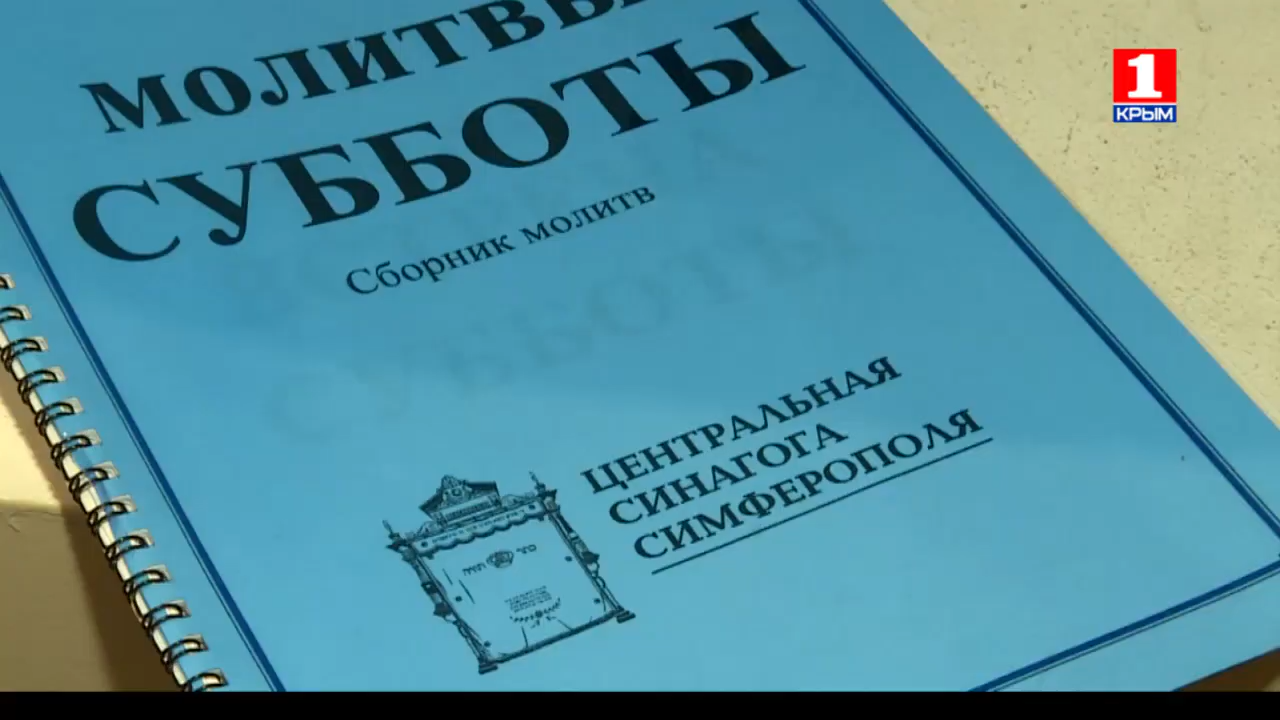 МОЛИТВЫ
СУББОТЫ
Сборник молитв
ЦЕНТРАЛЬНАЯ
СИНАГОГА
СИМФЕРОПОЛЯ
1
КРЫМ